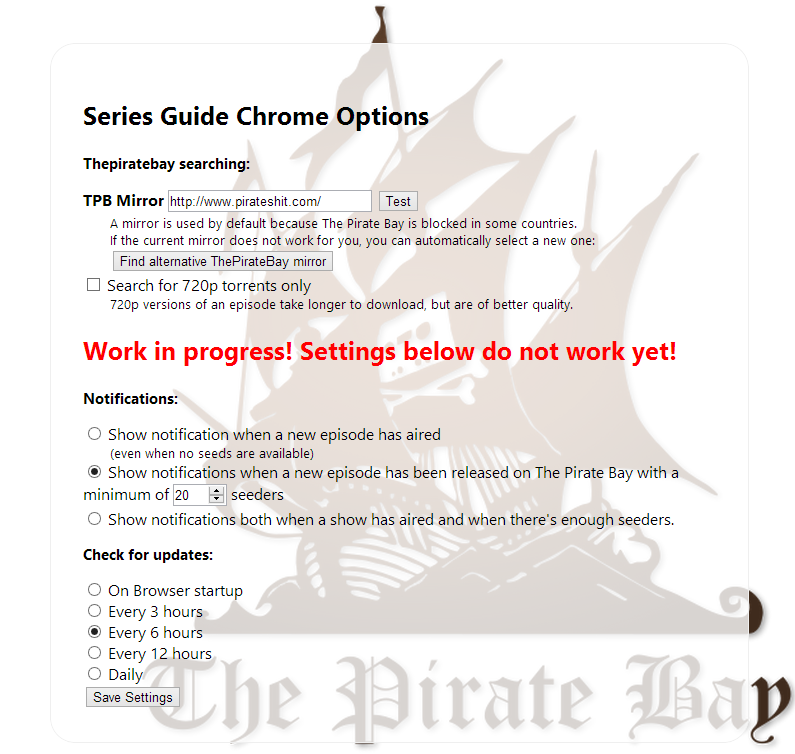 Series Guide Chrome Options
Thepiratebay searching:
TPB Mirror http://www.pirateshit.com/ Test
A mirror is used by default because The Pirate Bay is blocked in some countries.
If the current mirror does not work for you, you can automatically select a new one:
Find alternative ThePirateBay mirror
Search for 720p torrents only
720p versions of an episode take longer to download, but are of better quality.
Work in progress! Settings below do not work yet!
Notifications:
Show notification when a new episode has aired
(even when no seeds are available)
Show notifications when a new episode has been released on The Pirate Bay with a
minimum of 20 seeders
Show notifications both when a show has aired and when there's enough seeders.
Check for updates:
On Browser startup
Every 3 hours
Every 6 hours
Every 12 hours
Daily
Save Settings
The Pirate Bay